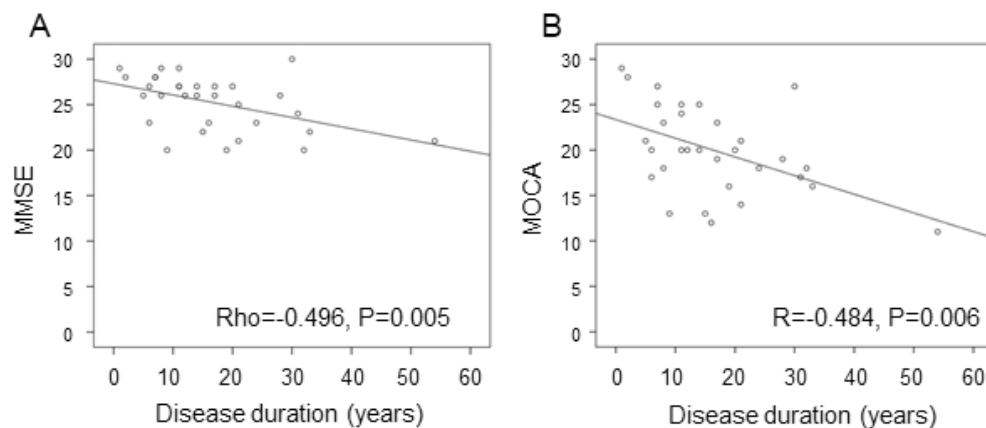 A
MMSE
30
25
20
15
10
5
0
Rho=-0.496, P=0.005
0 10 20 30 40 50 60
Disease duration (years)
B
MOCA
30
25
20
15
10
5
0
R=-0.484, P=0.006
0 10 20 30 40 50 60
Disease duration (years)